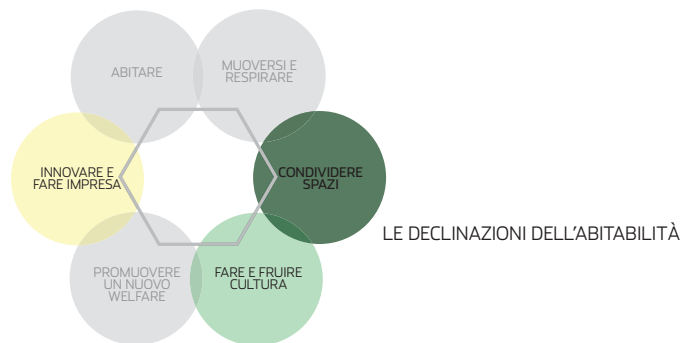 ABITARE
MUOVERSI E
RESPIRARE
INNOVARE E
FARE IMPRESA
CONDIVIDERE
SPAZI
LE DECLINAZIONI DELL'ABITABILITÀ
PROMUOVERE
UN NUOVO
WELFARE
FARE E FRUIRE
CULTURA